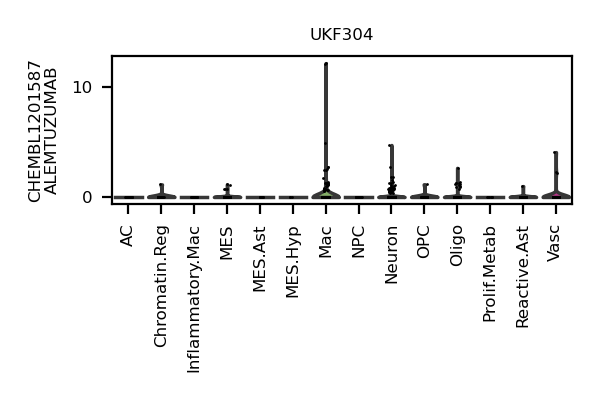 UKF304
CHEMBL1201587
ALEMTUZUMAB
10
0
AC
Chromatin.Reg
Inflammatory.Mac
MES
MES.Ast
MES.Hyp
Mac
NPC
Neuron
OPC
Oligo
Prolif.Metab
Reactive.Ast
Vasc